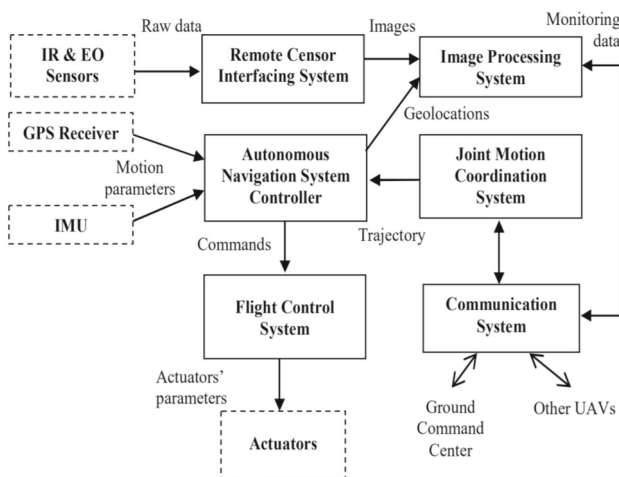 Raw data
Images
Monitoring
data
IR & EO
Sensors
Remote Censor
Interfacing System
Image Processing
System
Geolocations
GPS Receiver
Motion
parameters
IMU
Autonomous
Navigation System
Controller
Joint Motion
Coordination
System
Commands
Trajectory
Flight Control
System
Communication
System
Actuators'
parameters
Ground
Command
Center
Other UAVs
Actuators